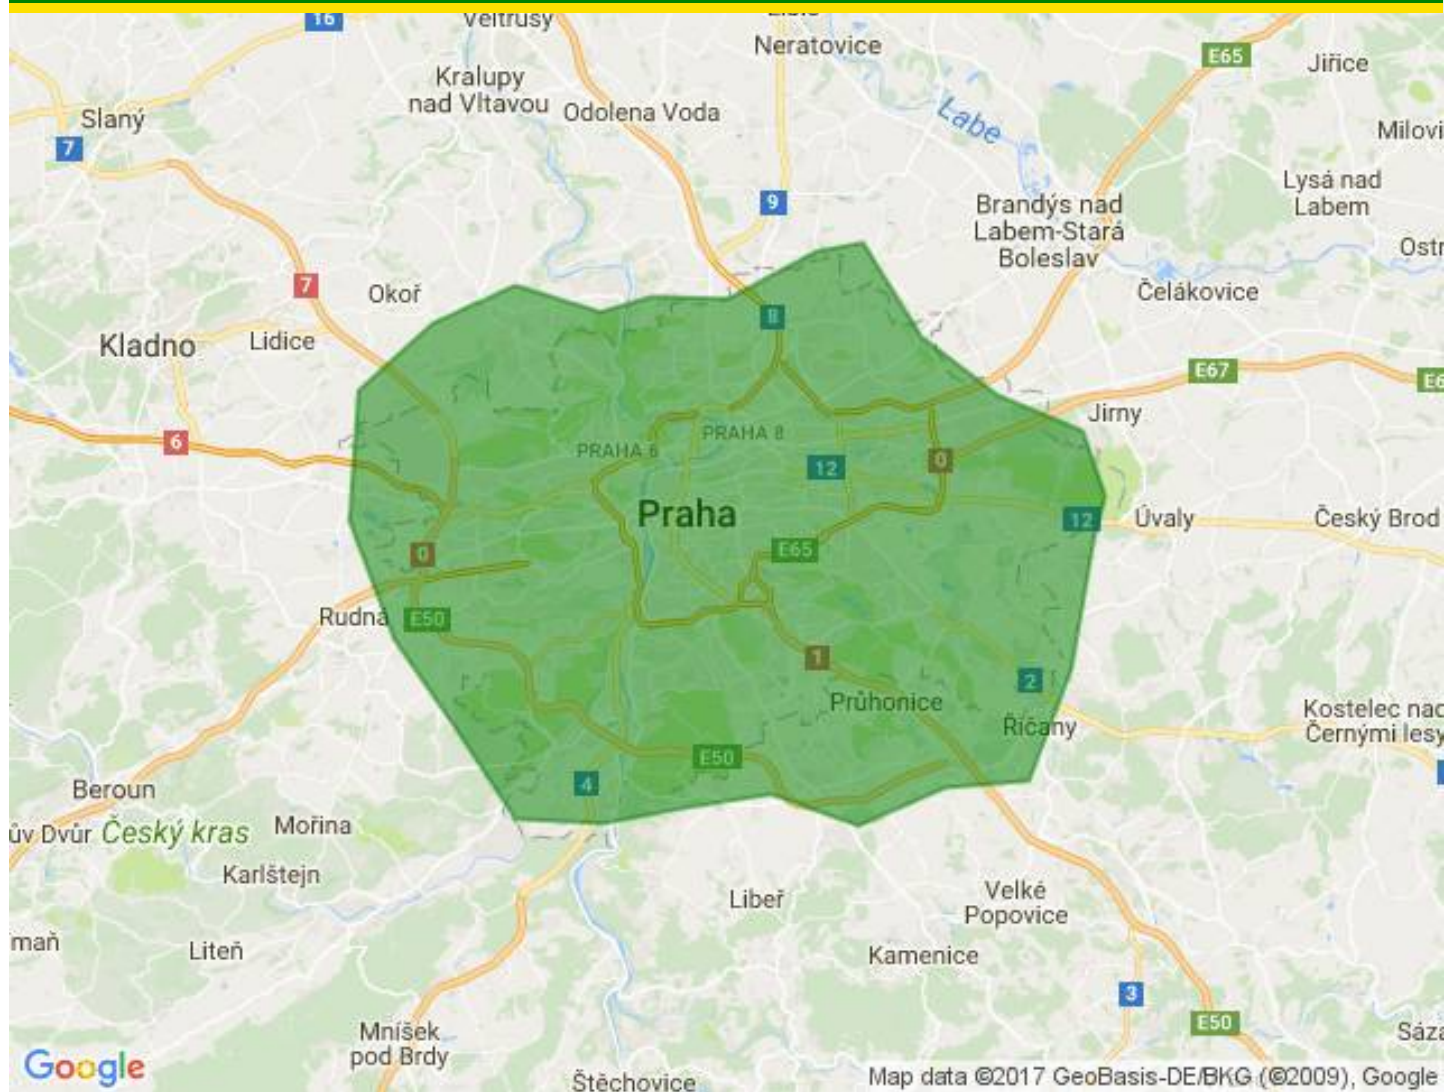 16
Veltrusy
Neratovice
E65
Jiřice
Kralupy
nad Vltavou
Odolena Voda
Slaný
Labe
7
Milovi
Lysá nad
Labem
9
Brandýs nad
Labem-Stará
Boleslav
Ostr
7
Okoř
Čelákovice
8
Kladno
Lidice
E67
E6
Jirny
6
PRAHA 6
PRAHA 8
12
0
Praha
12
Úvaly
Český Brod
0
E65
Rudná
E50
1
2
Průhonice
Říčany
Kostelec nad
Černými lesy
E50
4
Beroun
ův Dvůr
Český kras
Mořina
Karlštejn
Libeř
Velké
Popovice
maň
Liteň
Kamenice
3
E50
Mníšek
pod Brdy
Sáza
Google
Štěchovice
Map data ©2017 GeoBasis-DE/BKG (©2009), Google